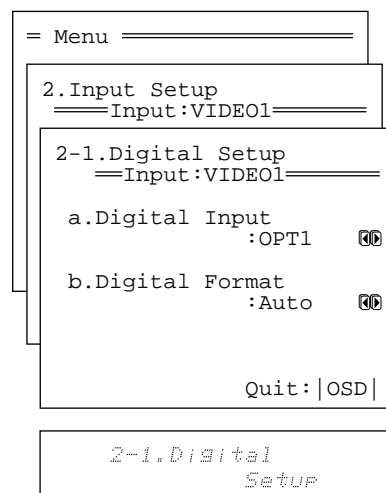 Menu
2.Input Setup
Input:VIDEO1
2-1.Digital Setup
Input:VIDEO1
a.Digital Input
:OPT1
b.Digital Format
:Auto
Quit:|OSD|
2-1.Digital
Setup